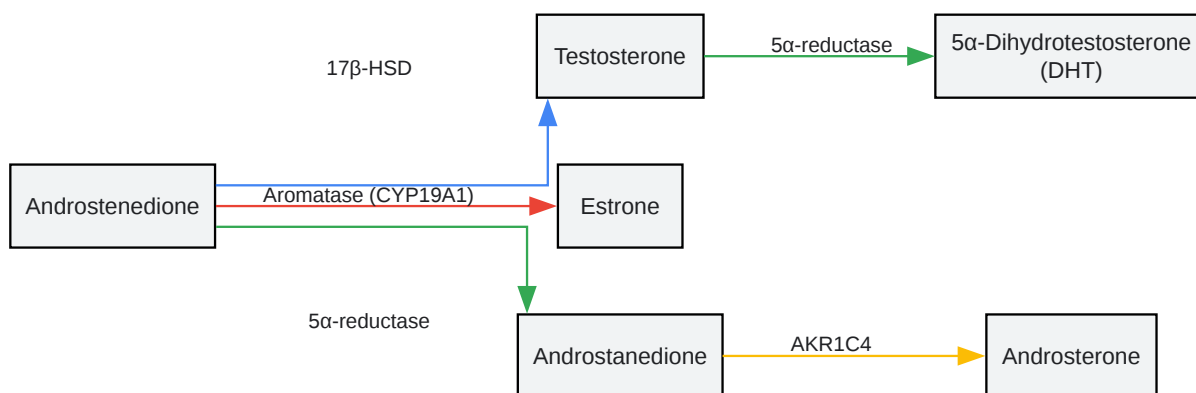 Testosterone
5α-reductase
5α-Dihydrotestosterone
(DHT)
17β-HSD
Androstenedione
Aromatase (CYP19A1)
Estrone
5α-reductase
Androstanedione
AKR1C4
Androsterone